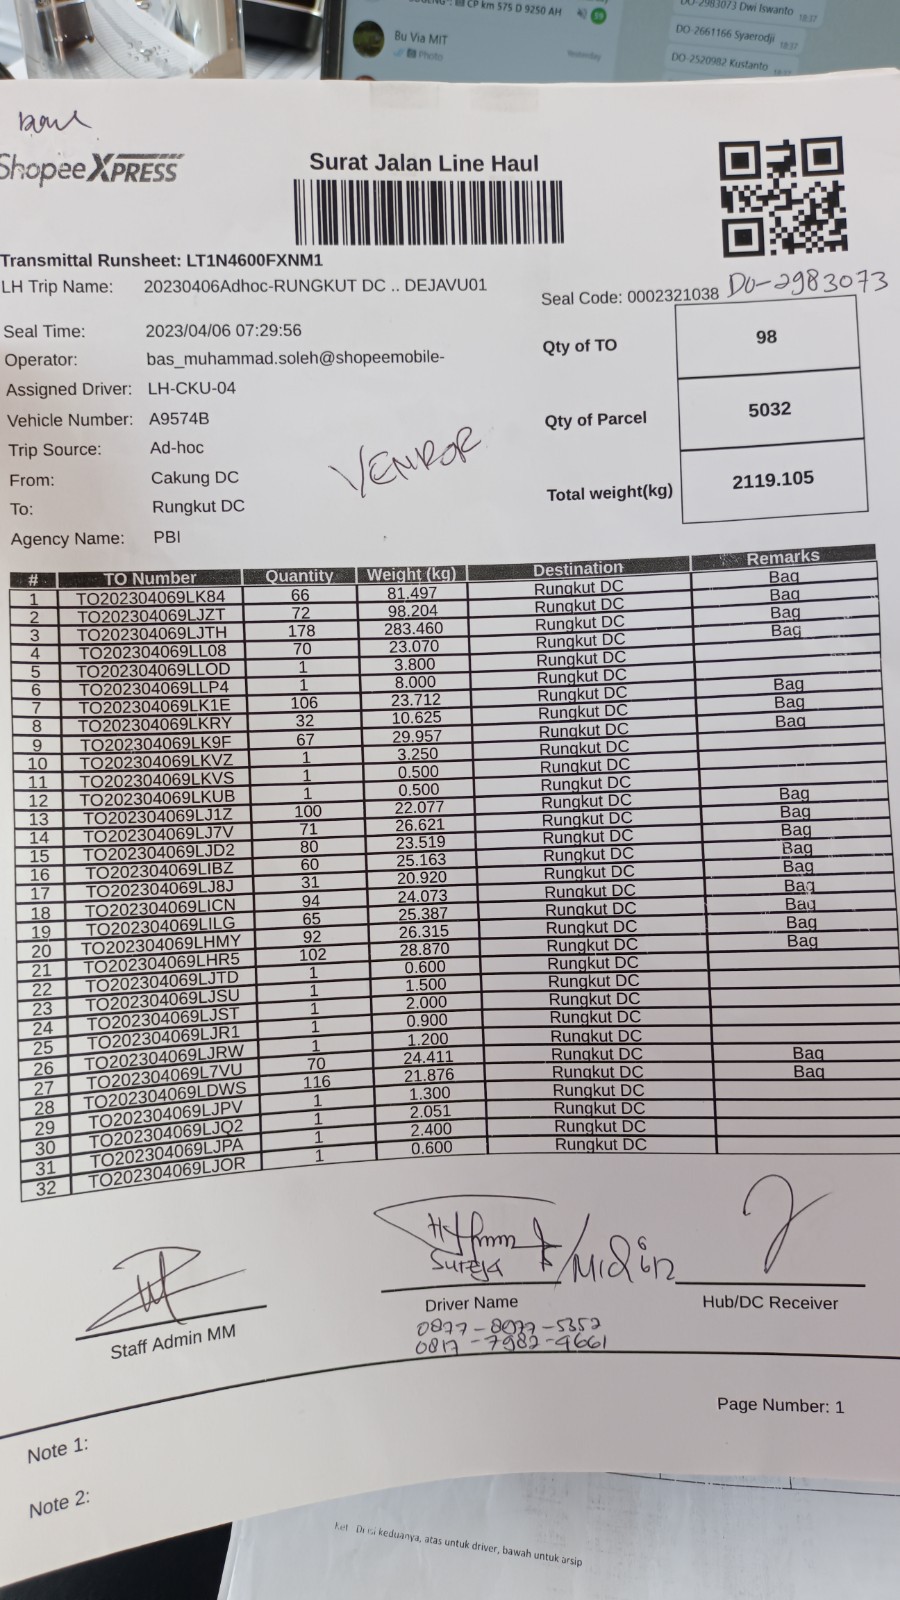 CP km 575 D 9250 AH
Bu Via MIT
Photo
Yesterday
DO-2983073 Dwi Iswanto
18:37
DO-2661166 Syaerodji
18:37
DO-2520982 Kustanto
ShopeeXPRESS
Surat Jalan Line Haul
Transmittal Runsheet: LT1N4600FXNM1
LH Trip Name: 20230406Adhoc-RUNGKUT DC .. DEJAVU01
Seal Code: 0002321038 DO-2983073
Seal Time: 2023/04/06 07:29:56
Operator: bas_muhammad.soleh@shopeemobile-
Assigned Driver: LH-CKU-04
Vehicle Number: A9574B
Trip Source: Ad-hoc
From: Cakung DC
To: Rungkut DC
Agency Name: PBI
VENDOR
Qty of TO 98
Qty of Parcel 5032
Total weight(kg) 2119.105
# TO Number Quantity Weight (kg) Destination Remarks
1 TO202304069LK84 66 81.497 Rungkut DC Bag
2 TO202304069LJZT 72 98.204 Rungkut DC Bag
3 TO202304069LJTH 178 283.460 Rungkut DC Bag
4 TO202304069LL08 70 23.070 Rungkut DC Bag
5 TO202304069LLOD 1 3.800 Rungkut DC
6 TO202304069LLP4 1 8.000 Rungkut DC
7 TO202304069LK1E 106 23.712 Rungkut DC Bag
8 TO202304069LKRY 32 10.625 Rungkut DC Bag
9 TO202304069LK9F 67 29.957 Rungkut DC Bag
10 TO202304069LKVZ 1 3.250 Rungkut DC
11 TO202304069LKVS 1 0.500 Rungkut DC
12 TO202304069LKUB 1 0.500 Rungkut DC
13 TO202304069LJ1Z 100 22.077 Rungkut DC Bag
14 TO202304069LJ7V 71 26.621 Rungkut DC Bag
15 TO202304069LJD2 80 23.519 Rungkut DC Bag
16 TO202304069LIBZ 60 25.163 Rungkut DC Bag
17 TO202304069LJ8J 31 20.920 Rungkut DC Bag
18 TO202304069LICN 94 24.073 Rungkut DC Bag
19 TO202304069LILG 65 25.387 Rungkut DC Bag
20 TO202304069LHMY 92 26.315 Rungkut DC Bag
21 TO202304069LHR5 102 28.870 Rungkut DC Bag
22 TO202304069LJTD 1 0.600 Rungkut DC
23 TO202304069LJSU 1 1.500 Rungkut DC
24 TO202304069LJST 1 2.000 Rungkut DC
25 TO202304069LJR1 1 0.900 Rungkut DC
26 TO202304069LJRW 1 1.200 Rungkut DC
27 TO202304069L7VU 70 24.411 Rungkut DC Bag
28 TO202304069LDWS 116 21.876 Rungkut DC Bag
29 TO202304069LJPV 1 1.300 Rungkut DC
30 TO202304069LJQ2 1 2.051 Rungkut DC
31 TO202304069LJPA 1 2.400 Rungkut DC
32 TO202304069LJOR 1 0.600 Rungkut DC
Staff Admin MM
Driver Name
Hub/DC Receiver
0877-8077-5352
0817-7982-9661
Page Number: 1
Note 1:
Note 2:
keduanya, atas untuk driver, bawah untuk arsip